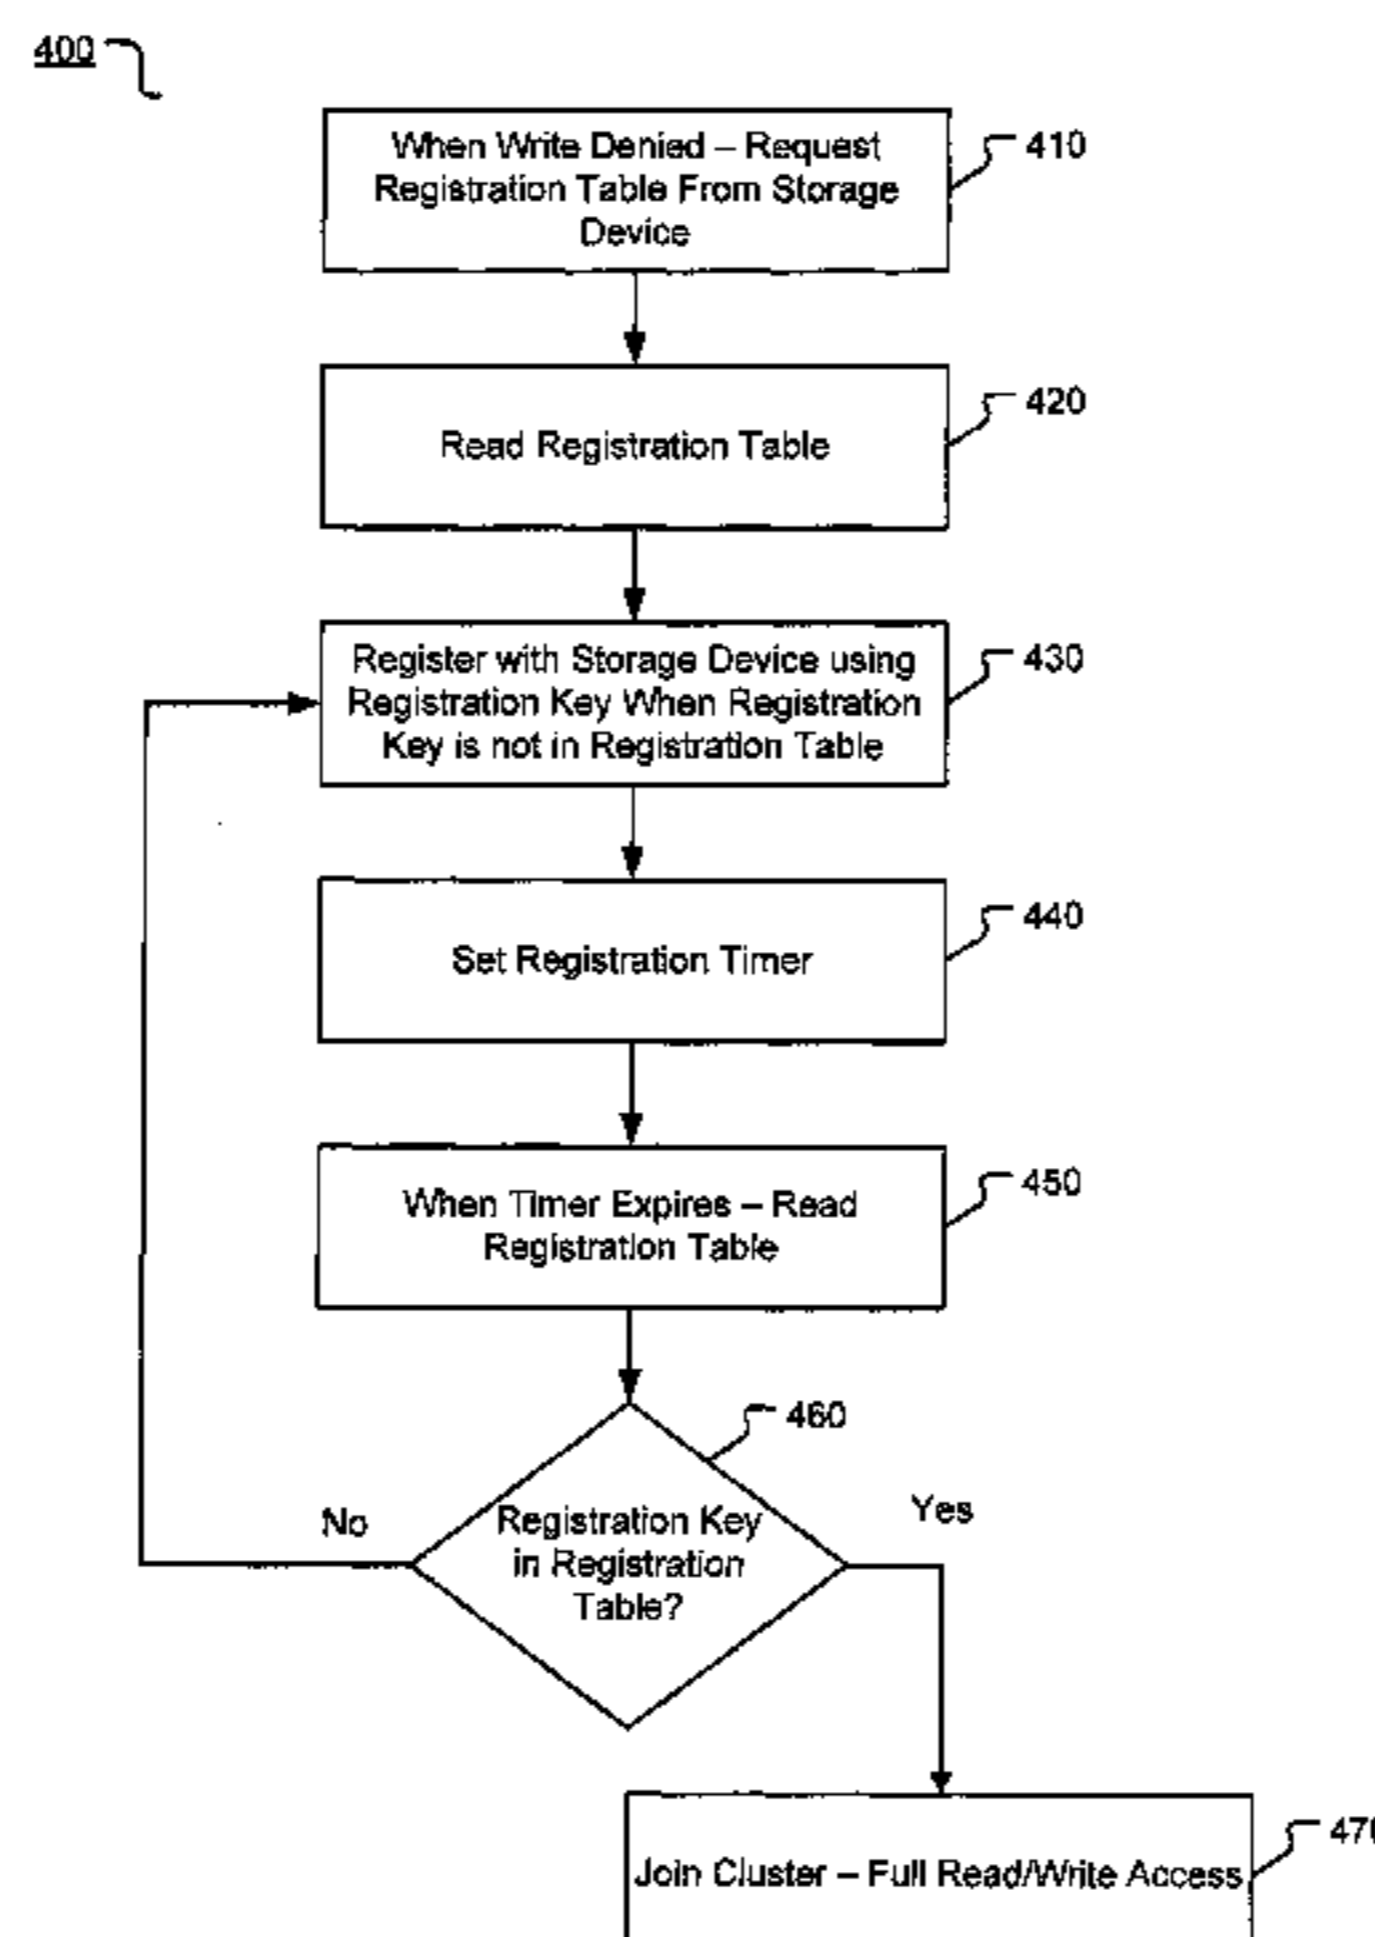 400
When Write Denied – Request
Registration Table From Storage
Device
410
Read Registration Table
420
Register with Storage Device using
Registration Key When Registration
Key is not in Registration Table
430
Set Registration Timer
440
When Timer Expires – Read
Registration Table
450
460
Registration Key
in Registration
Table?
No
Yes
Join Cluster – Full Read/Write Access
470